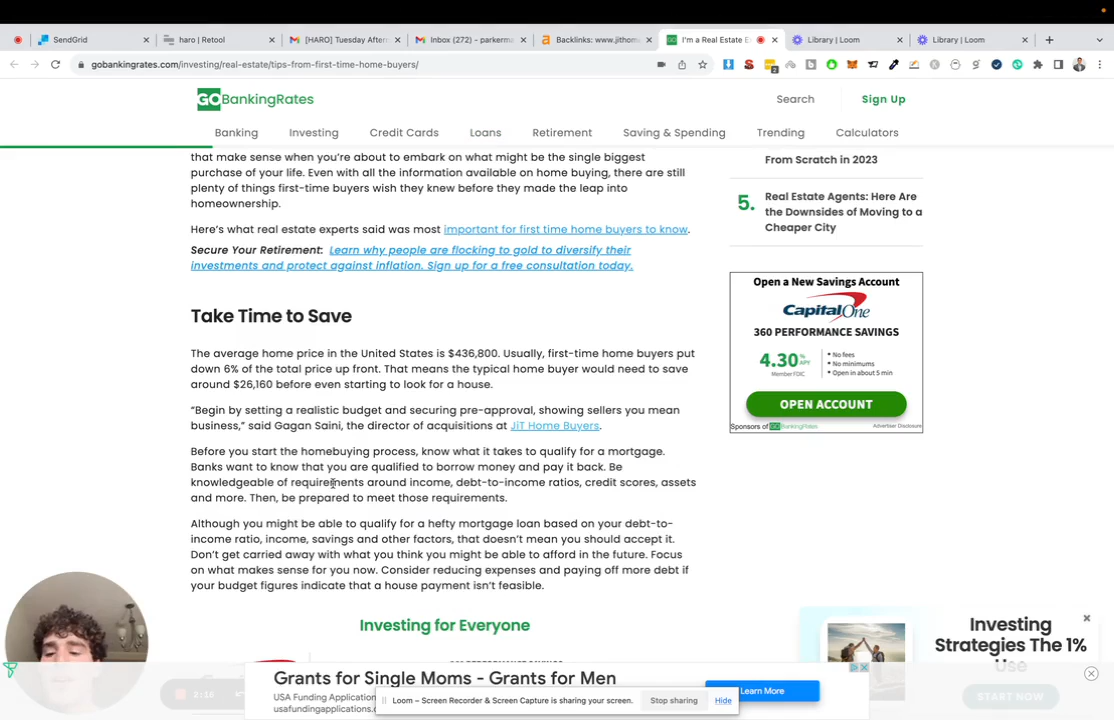 SendGrid
haro | Retool
[HARO] Tuesday After
Inbox (272) - parkerm
Backlinks: www.jithom
I'm a Real Estate E
Library | Loom
Library | Loom
gobankingrates.com/investing/real-estate/tips-from-first-time-home-buyers/
GOBankingRates
Search
Sign Up
Banking
Investing
Credit Cards
Loans
Retirement
Saving & Spending
Trending
Calculators
that make sense when you're about to embark on what might be the single biggest
purchase of your life. Even with all the information available on home buying, there are still
plenty of things first-time buyers wish they knew before they made the leap into
homeownership.
Here's what real estate experts said was most important for first time home buyers to know.
Secure Your Retirement: Learn why people are flocking to gold to diversify their
investments and protect against inflation. Sign up for a free consultation today.
Take Time to Save
The average home price in the United States is $436,800. Usually, first-time home buyers put
down 6% of the total price up front. That means the typical home buyer would need to save
around $26,160 before even starting to look for a house.
"Begin by setting a realistic budget and securing pre-approval, showing sellers you mean
business," said Gagan Saini, the director of acquisitions at JiT Home Buyers.
Before you start the homebuying process, know what it takes to qualify for a mortgage.
Banks want to know that you are qualified to borrow money and pay it back. Be
knowledgeable of requirements around income, debt-to-income ratios, credit scores, assets
and more. Then, be prepared to meet those requirements.
Although you might be able to qualify for a hefty mortgage loan based on your debt-to-
income ratio, income, savings and other factors, that doesn't mean you should accept it.
Don't get carried away with what you think you might be able to afford in the future. Focus
on what makes sense for you now. Consider reducing expenses and paying off more debt if
your budget figures indicate that a house payment isn't feasible.
Investing for Everyone
From Scratch in 2023
5.
Real Estate Agents: Here Are
the Downsides of Moving to a
Cheaper City
Open a New Savings Account
Capital One
360 PERFORMANCE SAVINGS
4.30 % APY
Member FDIC
• No fees
• No minimums
• Open in about 5 min
OPEN ACCOUNT
Sponsors of GOBankingRates
Advertiser Disclosure
Investing
Strategies The 1%
Use
START NOW
Grants for Single Moms - Grants for Men
USA Funding Application
usafundingapplications.
Learn More
Loom – Screen Recorder & Screen Capture is sharing your screen.
Stop sharing
Hide